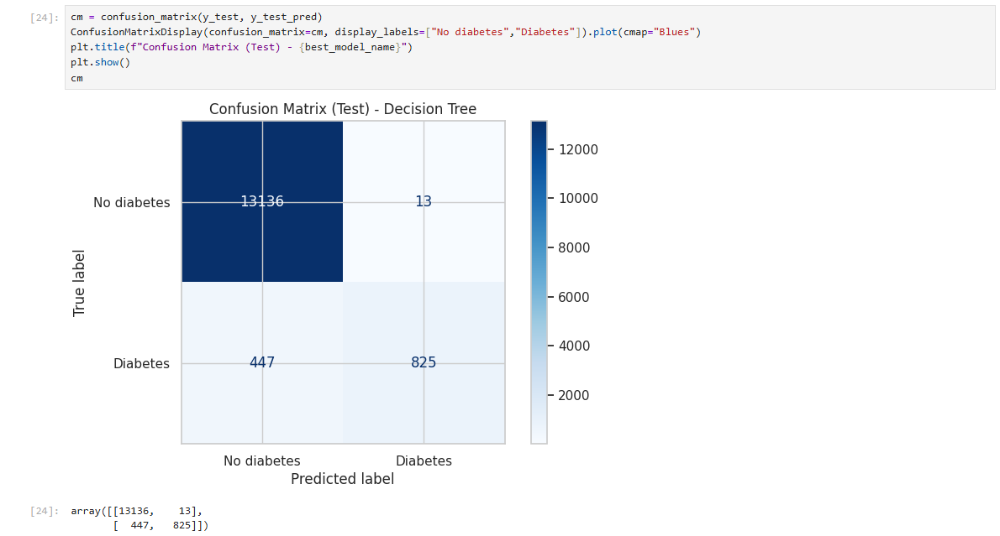 [24]: cm = confusion_matrix(y_test, y_test_pred)
ConfusionMatrixDisplay(confusion_matrix=cm, display_labels=["No diabetes","Diabetes"]).plot(cmap="Blues")
plt.title(f"Confusion Matrix (Test) - {best_model_name}")
plt.show()
cm
Confusion Matrix (Test) - Decision Tree
12000
10000
8000
6000
4000
2000
True label
No diabetes
13136 13
Diabetes
447 825
No diabetes Diabetes
Predicted label
[24]: array([[13136,    13],
       [  447,   825]])